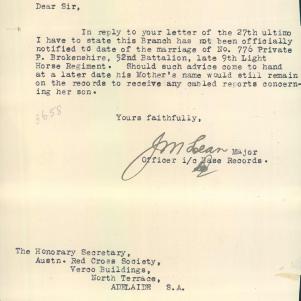 Dear Sir,
In reply to your letter of the 27th ultimo
I have to state this Branch has not been officially
notified to date of the marriage of No. 776 Private
P. Brokenshire, 52nd Battalion, late 9th Light
Horse Regiment. Should such advice come to hand
at a later date his Mother's name would still remain
on the records to receive any cabled reports concern-
ing her son.
3658
Yours faithfully,
J M Lean Major
Officer i/c Base Records.
The Honorary Secretary,
Austn. Red Cross Society,
Verco Buildings,
North Terrace,
ADELAIDE S.A.